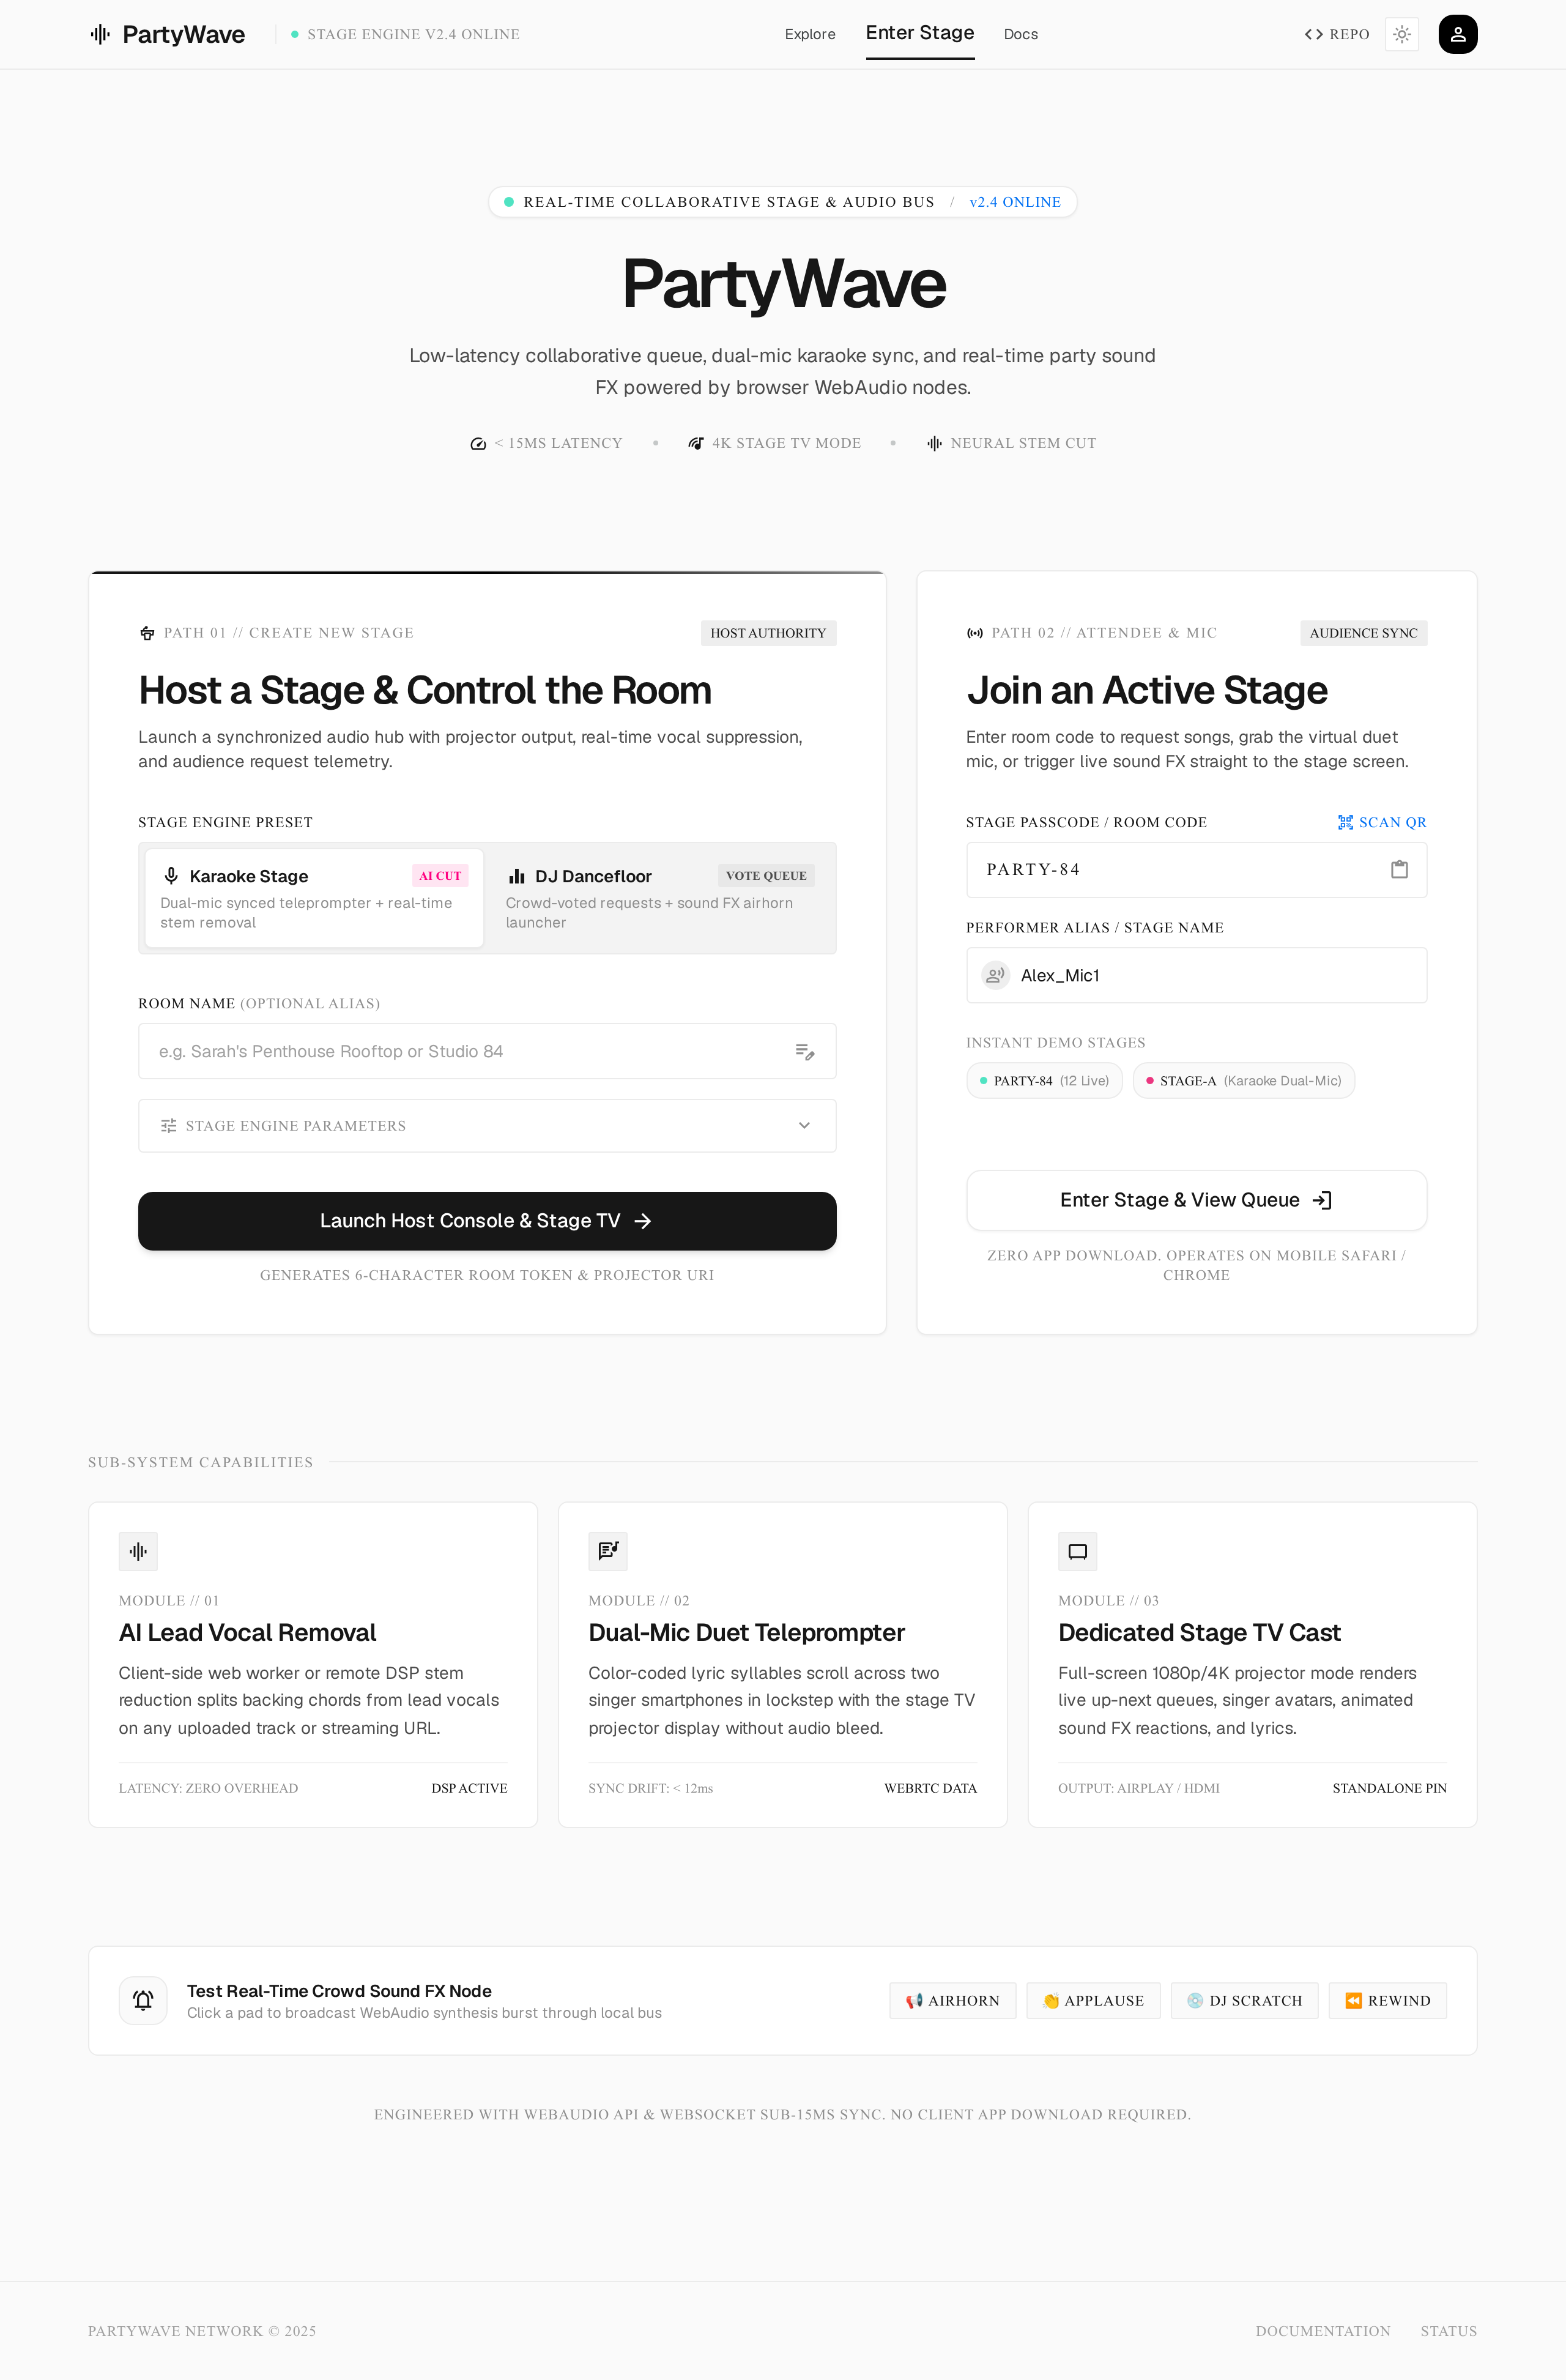 PartyWave
STAGE ENGINE V2.4 ONLINE
Explore
Enter Stage
Docs
REPO
REAL-TIME COLLABORATIVE STAGE & AUDIO BUS / v2.4 ONLINE
PartyWave
Low-latency collaborative queue, dual-mic karaoke sync, and real-time party sound
FX powered by browser WebAudio nodes.
< 15MS LATENCY • 4K STAGE TV MODE • NEURAL STEM CUT
PATH 01 // CREATE NEW STAGE
HOST AUTHORITY
Host a Stage & Control the Room
Launch a synchronized audio hub with projector output, real-time vocal suppression,
and audience request telemetry.
STAGE ENGINE PRESET
Karaoke Stage
AI CUT
Dual-mic synced teleprompter + real-time
stem removal
DJ Dancefloor
VOTE QUEUE
Crowd-voted requests + sound FX airhorn
launcher
ROOM NAME (OPTIONAL ALIAS)
e.g. Sarah's Penthouse Rooftop or Studio 84
STAGE ENGINE PARAMETERS
Launch Host Console & Stage TV
GENERATES 6-CHARACTER ROOM TOKEN & PROJECTOR URI
PATH 02 // ATTENDEE & MIC
AUDIENCE SYNC
Join an Active Stage
Enter room code to request songs, grab the virtual duet
mic, or trigger live sound FX straight to the stage screen.
STAGE PASSCODE / ROOM CODE
SCAN QR
PARTY-84
PERFORMER ALIAS / STAGE NAME
Alex_Mic1
INSTANT DEMO STAGES
PARTY-84 (12 Live)
STAGE-A (Karaoke Dual-Mic)
Enter Stage & View Queue
ZERO APP DOWNLOAD. OPERATES ON MOBILE SAFARI /
CHROME
SUB-SYSTEM CAPABILITIES
MODULE // 01
AI Lead Vocal Removal
Client-side web worker or remote DSP stem
reduction splits backing chords from lead vocals
on any uploaded track or streaming URL.
LATENCY: ZERO OVERHEAD
DSP ACTIVE
MODULE // 02
Dual-Mic Duet Teleprompter
Color-coded lyric syllables scroll across two
singer smartphones in lockstep with the stage TV
projector display without audio bleed.
SYNC DRIFT: < 12ms
WEBRTC DATA
MODULE // 03
Dedicated Stage TV Cast
Full-screen 1080p/4K projector mode renders
live up-next queues, singer avatars, animated
sound FX reactions, and lyrics.
OUTPUT: AIRPLAY / HDMI
STANDALONE PIN
Test Real-Time Crowd Sound FX Node
Click a pad to broadcast WebAudio synthesis burst through local bus
📢 AIRHORN
👏 APPLAUSE
💿 DJ SCRATCH
⏪ REWIND
ENGINEERED WITH WEBAUDIO API & WEBSOCKET SUB-15MS SYNC. NO CLIENT APP DOWNLOAD REQUIRED.
PARTYWAVE NETWORK © 2025
DOCUMENTATION
STATUS